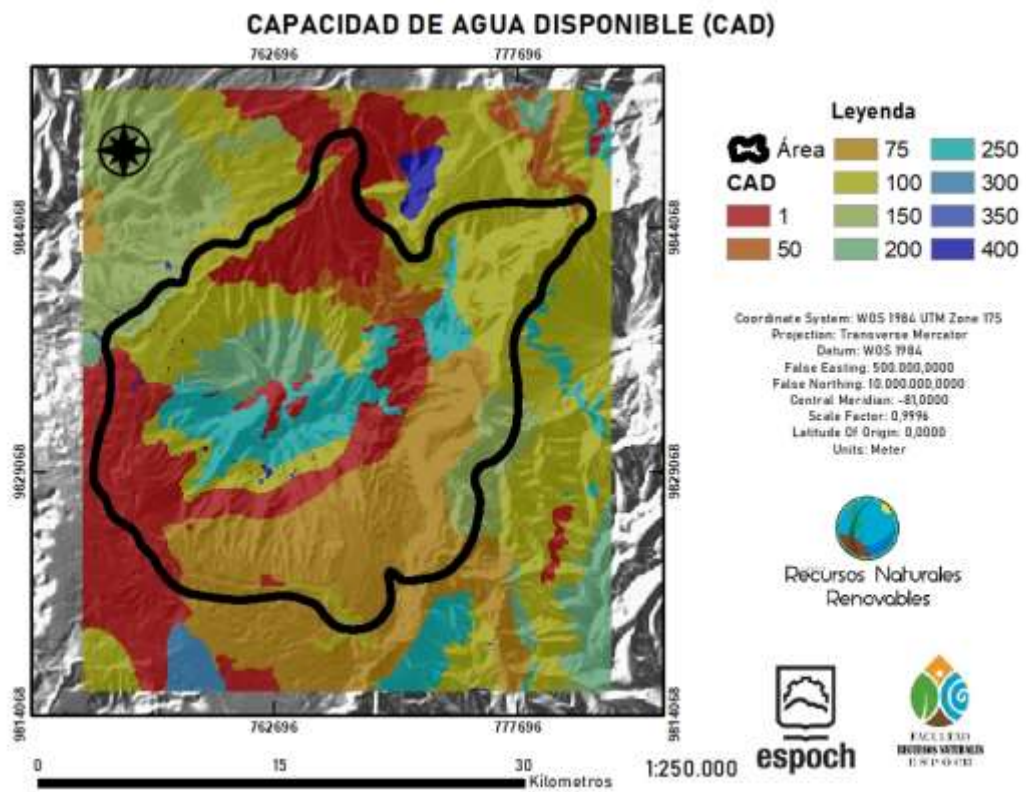 CAPACIDAD DE AGUA DISPONIBLE (CAD)
762696
777696
9844068
9829068
9814068
9844068
9829068
9814068
762696
777696
0
15
30
Kilometros
1:250.000
Leyenda
Área
CAD
1
50
75
100
150
200
250
300
350
400
Coordinate System: WGS 1984 UTM Zone 17S
Projection: Transverse Mercator
Datum: WGS 1984
False Easting: 500.000,0000
False Northing: 10.000.000,0000
Central Meridian: -81,0000
Scale Factor: 0,9996
Latitude Of Origin: 0,0000
Units: Meter
Recursos Naturales
Renovables
espoch
FACULTAD
RECURSOS NATURALES
ESPOCH